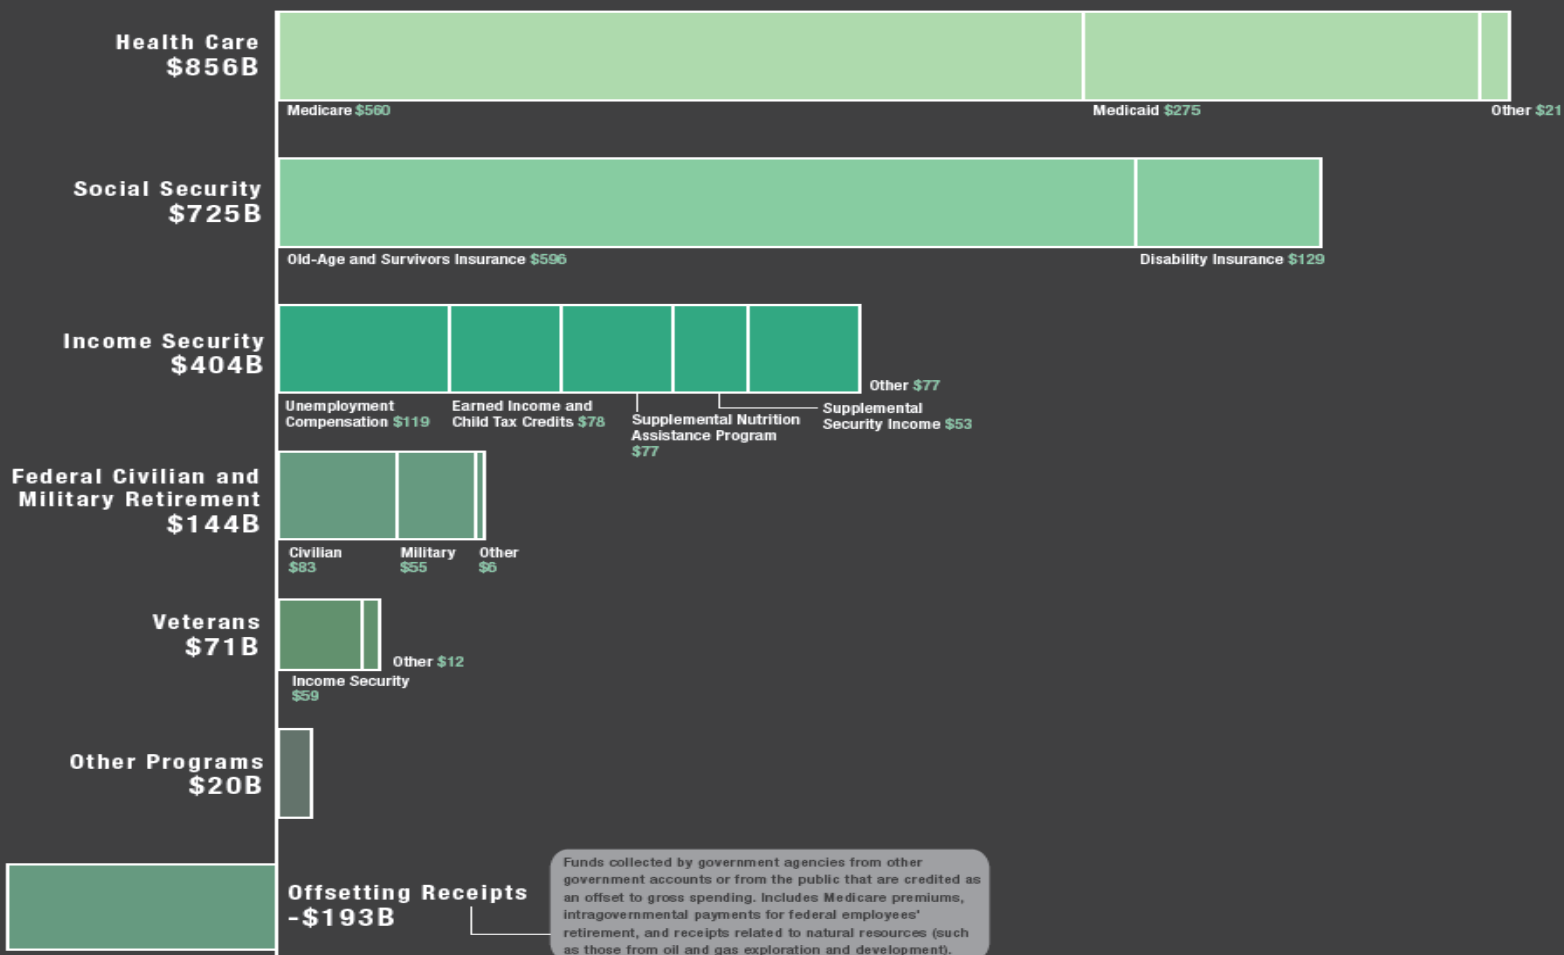 Health Care
$856B
Medicare $560
Medicaid $275
Other $21
Social Security
$725B
Old-Age and Survivors Insurance $596
Disability Insurance $129
Income Security
$404B
Unemployment
Compensation $119
Earned Income and
Child Tax Credits $78
Supplemental Nutrition
Assistance Program
$77
Supplemental
Security Income $53
Other $77
Federal Civilian and
Military Retirement
$144B
Civilian
$83
Military
$55
Other
$6
Veterans
$71B
Income Security
$59
Other $12
Other Programs
$20B
Offsetting Receipts
-$193B
Funds collected by government agencies from other
government accounts or from the public that are credited as
an offset to gross spending. Includes Medicare premiums,
intragovernmental payments for federal employees'
retirement, and receipts related to natural resources (such
as those from oil and gas exploration and development).